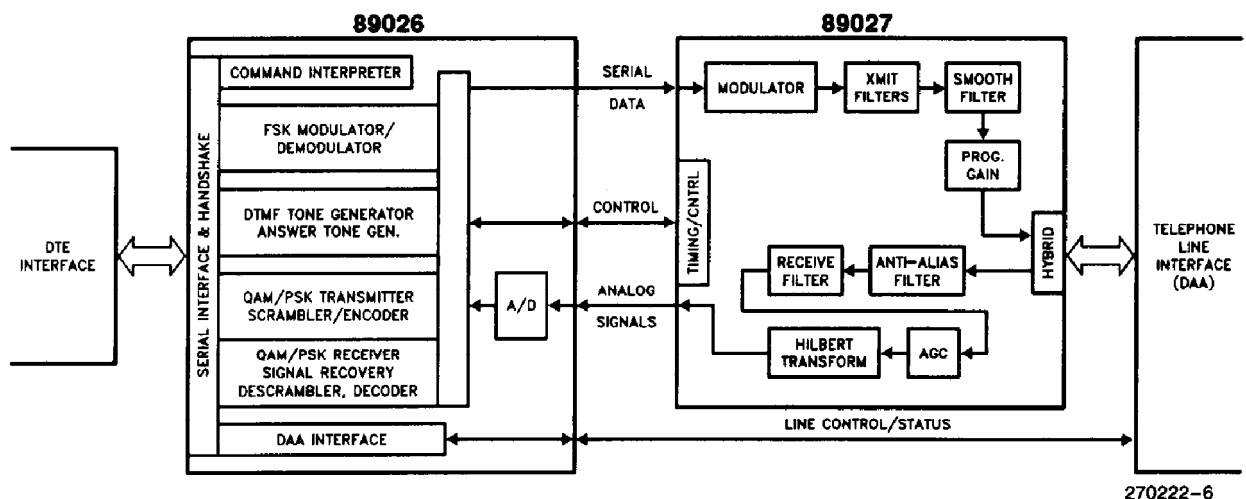 89026
89027
COMMAND INTERPRETER
FSK MODULATOR/
DEMODULATOR
DTMF TONE GENERATOR
ANSWER TONE GEN.
QAM/PSK TRANSMITTER
SCRAMBLER/ENCODER
QAM/PSK RECEIVER
SIGNAL RECOVERY
DESCRAMBLER, DECODER
DAA INTERFACE
SERIAL INTERFACE & HANDSHAKE
DTE
INTERFACE
A/D
SERIAL
DATA
CONTROL
ANALOG
SIGNALS
TIMING/CNTRL
MODULATOR
XMIT
FILTERS
SMOOTH
FILTER
PROG.
GAIN
HYBRID
RECEIVE
FILTER
ANTI-ALIAS
FILTER
HILBERT
TRANSFORM
AGC
LINE CONTROL/STATUS
TELEPHONE
LINE
INTERFACE
(DAA)
270222-6